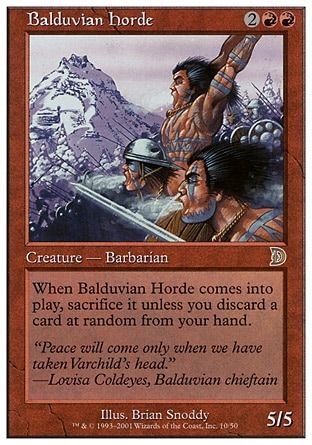 Balduvian Horde 2
Creature — Barbarian
When Balduvian Horde comes into
play, sacrifice it unless you discard a
card at random from your hand.
“Peace will come only when we have
taken Varchild's head.”
—Lovisa Coldeyes, Balduvian chieftain
Illus. Brian Snoddy
5/5
™ & © 1993–2001 Wizards of the Coast, Inc. 10/50